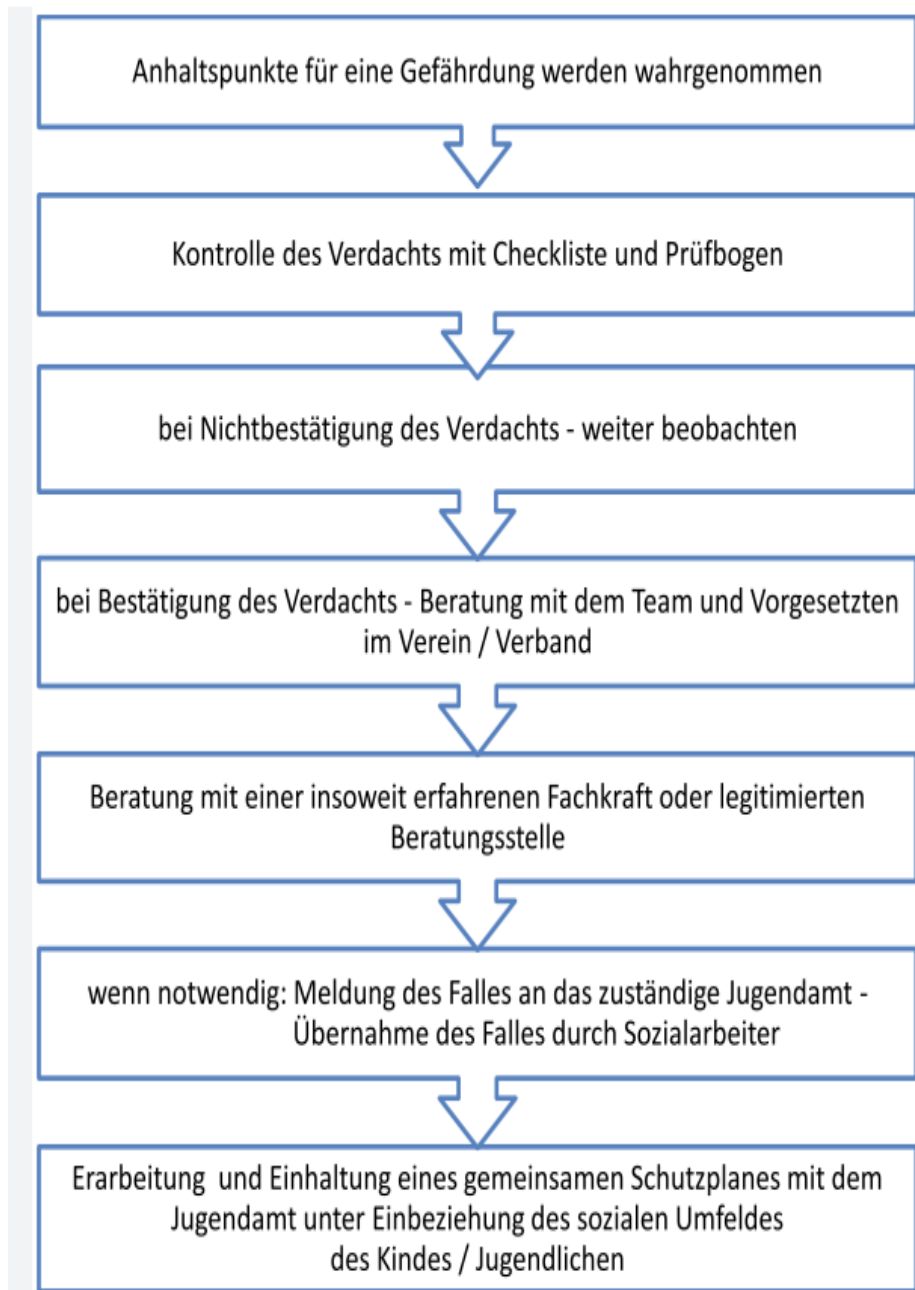 Anhaltspunkte für eine Gefährdung werden wahrgenommen
Kontrolle des Verdachts mit Checkliste und Prüfbogen
bei Nichtbestätigung des Verdachts - weiter beobachten
bei Bestätigung des Verdachts - Beratung mit dem Team und Vorgesetzten
im Verein / Verband
Beratung mit einer insoweit erfahrenen Fachkraft oder legitimierten
Beratungsstelle
wenn notwendig: Meldung des Falles an das zuständige Jugendamt -
Übernahme des Falles durch Sozialarbeiter
Erarbeitung und Einhaltung eines gemeinsamen Schutzplanes mit dem
Jugendamt unter Einbeziehung des sozialen Umfeldes
des Kindes / Jugendlichen